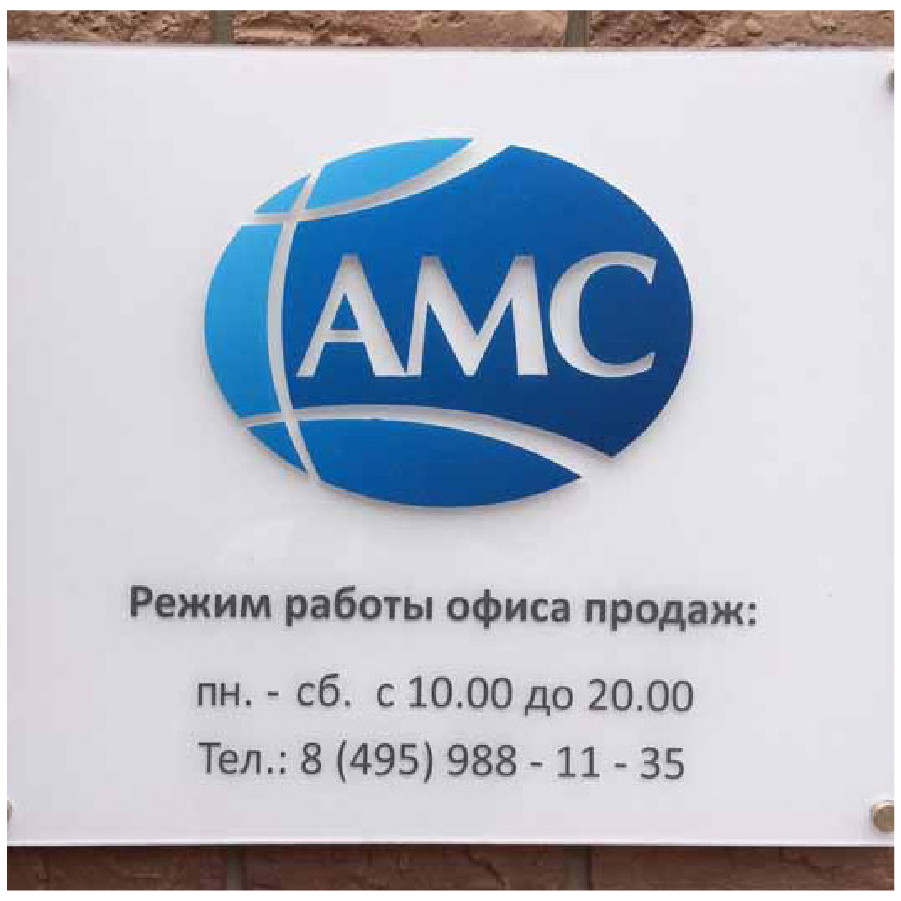 АМС
Режим работы офиса продаж:
пн. - сб. с 10.00 до 20.00
Тел.: 8 (495) 988 - 11 - 35